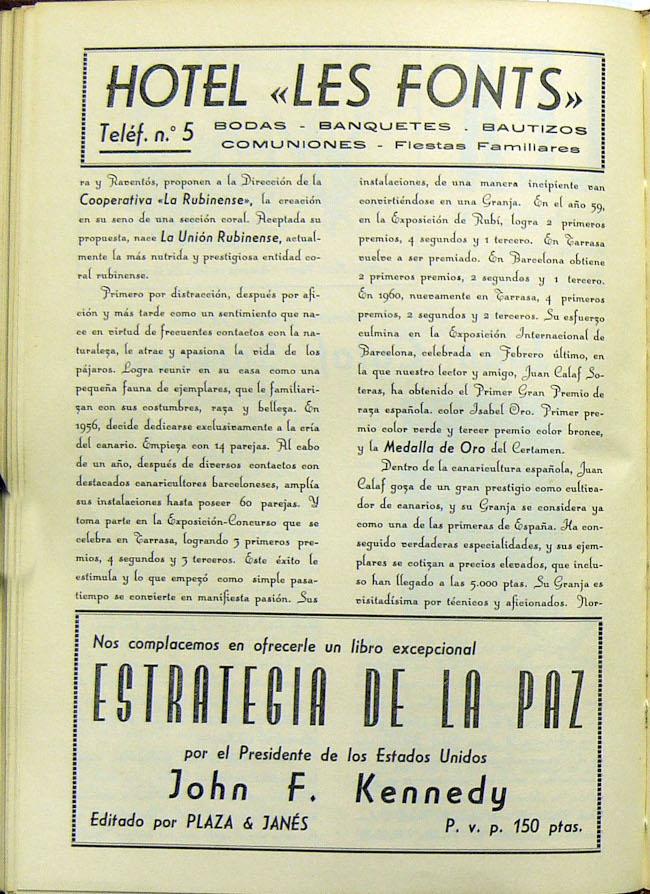 HOTEL «LES FONTS»
Teléf. n.° 5
BODAS - BANQUETES . BAUTIZOS
COMUNIONES - Fiestas Familiares
ra y Raventós, proponen a la Dirección de la
Cooperativa «La Rubinense», la creación
en su seno de una sección coral. Aceptada su
propuesta, nace La Unión Rubinense, actual-
mente la más nutrida y prestigiosa entidad co-
ral rubinense.
Primero por distracción, después por afi-
ción y más tarde como un sentimiento que na-
ce en virtud de frecuentes contactos con la na-
turaleza, le atrae y apasiona la vida de los
pájaros. Logra reunir en su casa como una
pequeña fauna de ejemplares, que le familiari-
zan con sus costumbres, raza y belleza. En
1956, decide dedicarse exclusivamente a la cría
del canario. Empieza con 14 parejas. Al cabo
de un año, después de diversos contactos con
destacados canaricultores barceloneses, amplía
sus instalaciones hasta poseer 60 parejas. Y
toma parte en la Exposición-Concurso que se
celebra en Tarrasa, logrando 3 primeros pre-
mios, 4 segundos y 3 terceros. Este éxito le
estimula y lo que empezó como simple pasa-
tiempo se convierte en manifiesta pasión. Sus
instalaciones, de una manera incipiente van
convirtiéndose en una Granja. En el año 59,
en la Exposición de Rubí, logra 2 primeros
premios, 4 segundos y 1 tercero. En Tarrasa
vuelve a ser premiado. En Barcelona obtiene
2 primeros premios, 2 segundos y 1 tercero.
En 1960, nuevamente en Tarrasa, 4 primeros
premios, 2 segundos y 2 terceros. Su esfuerzo
culmina en la Exposición Internacional de
Barcelona, celebrada en Febrero último, en
la que nuestro lector y amigo, Juan Calaf So-
teras, ha obtenido el Primer Gran Premio de
raza española. color Isabel Oro. Primer pre-
mio color verde y tercer premio color bronce,
y la Medalla de Oro del Certamen.
Dentro de la canaricultura española, Juan
Calaf goza de un gran prestigio como cultiva-
dor de canarios, y su Granja se considera ya
como una de las primeras de España. Ha con-
seguido verdaderas especialidades, y sus ejem-
plares se cotizan a precios elevados, que inclu-
so han llegado a las 5.000 ptas. Su Granja es
visitadísima por técnicos y aficionados. Nor-
Nos complacemos en ofrecerle un libro excepcional
ESTRATEGIA DE LA PAZ
por el Presidente de los Estados Unidos
John F. Kennedy
Editado por PLAZA & JANÉS
P. v. p. 150 ptas.